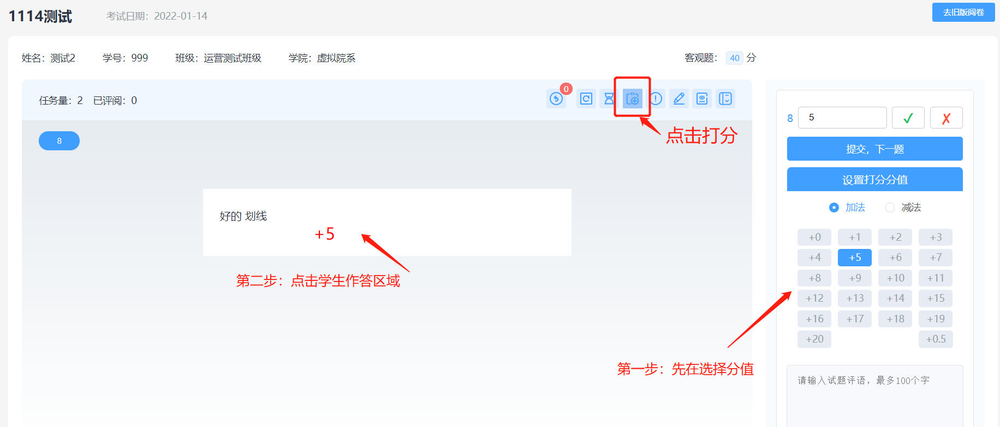 1114测试 考试日期：2022-01-14 去旧版阅卷
姓名：测试2 学号：999 班级：运营测试班级 学院：虚拟院系 客观题： 40 分
任务量：2 已评阅：0 0
点击打分
8
8 5
提交，下一题
设置打分分值
加法 减法
好的 划线
+5
第二步：点击学生作答区域
+0 +1 +2 +3
+4 +5 +6 +7
+8 +9 +10 +11
+12 +13 +14 +15
+16 +17 +18 +19
+20 +0.5
第一步：先在选择分值
请输入试题评语，最多100个字